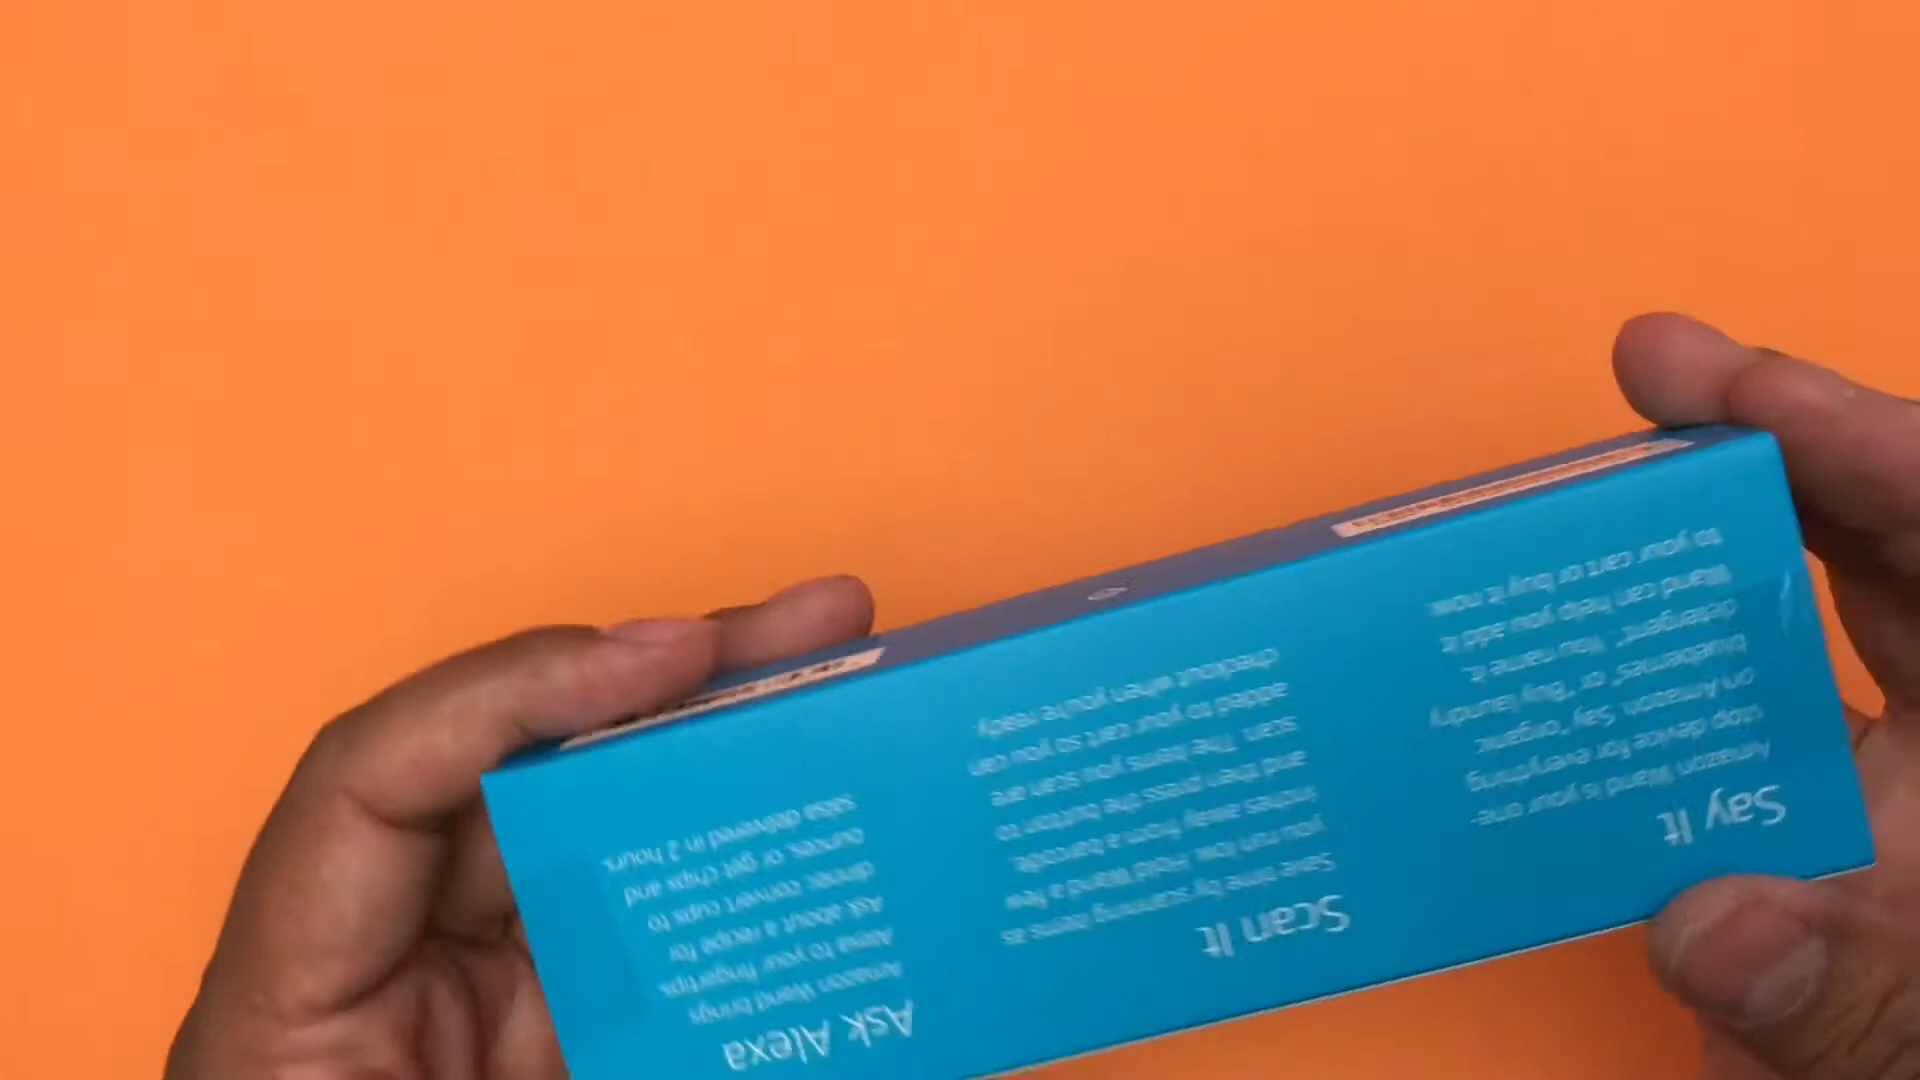 Say It
Amazon Wand is your one-
stop device for everything
on Amazon. Say "organic
blueberries", or "Buy laundry
detergent". You name it,
Wand can help you add it
to your cart or buy it now.
Scan It
Save time by scanning items as
you run low. Hold Wand a few
inches away from a barcode,
and then press the button to
scan. The items you scan are
added to your cart so you can
checkout when you're ready.
Ask Alexa
Amazon Wand brings
Alexa to your fingertips.
Ask about a recipe for
dinner, convert cups to
ounces, or get chips and
salsa delivered in 2 hours.